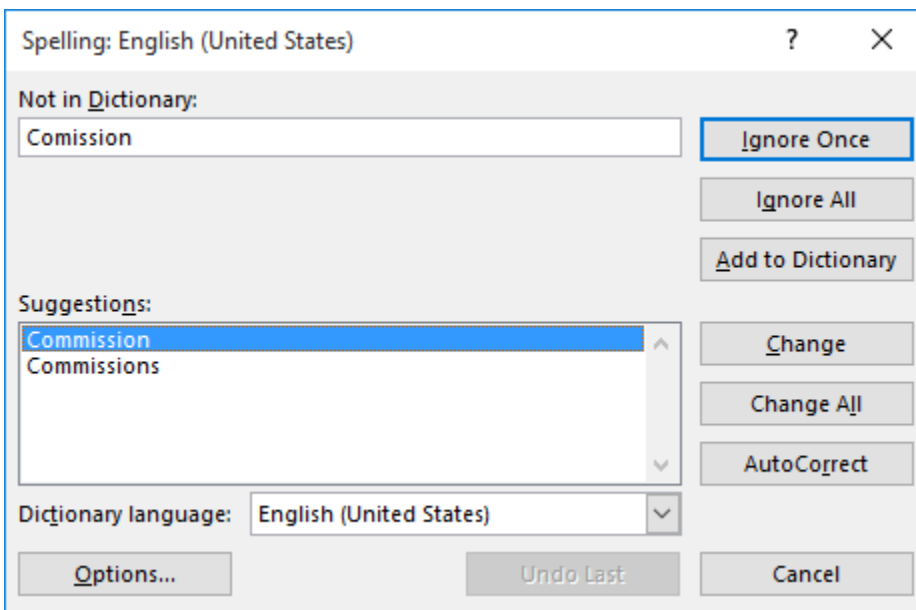 Spelling: English (United States)
?
Not in Dictionary:
Comission
Ignore Once
Ignore All
Add to Dictionary
Suggestions:
Commission
Commissions
Change
Change All
AutoCorrect
Dictionary language:
English (United States)
Options...
Undo Last
Cancel